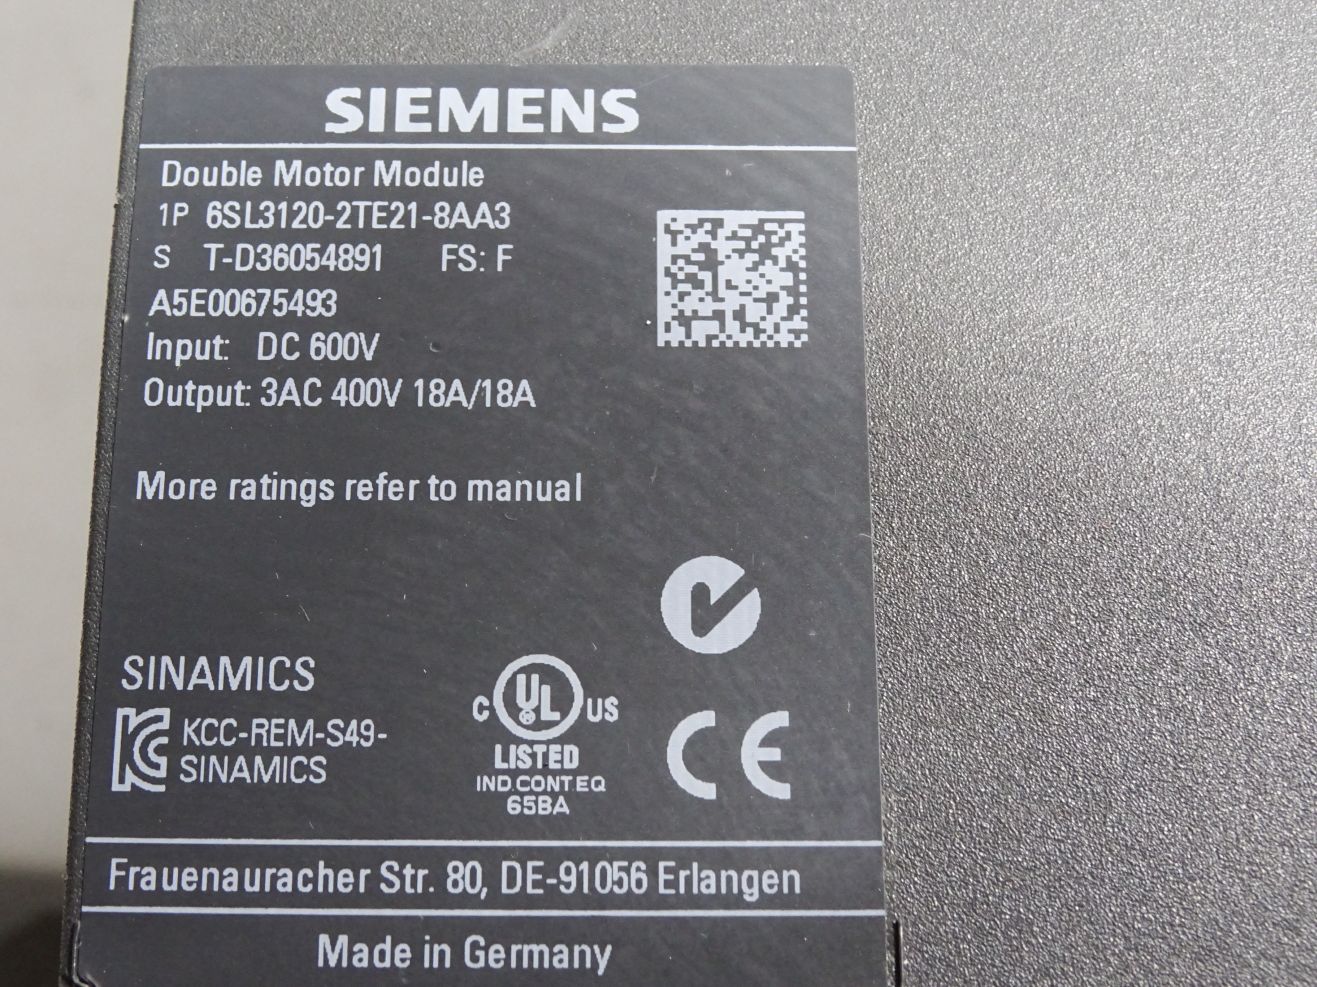 SIEMENS
Double Motor Module
1P 6SL3120-2TE21-8AA3
S T-D36054891 FS: F
A5E00675493
Input: DC 600V
Output: 3AC 400V 18A/18A
More ratings refer to manual
SINAMICS
KCC-REM-S49-
SINAMICS
C UL US
LISTED
IND.CONT.EQ
65BA
CE
Frauenauracher Str. 80, DE-91056 Erlangen
Made in Germany